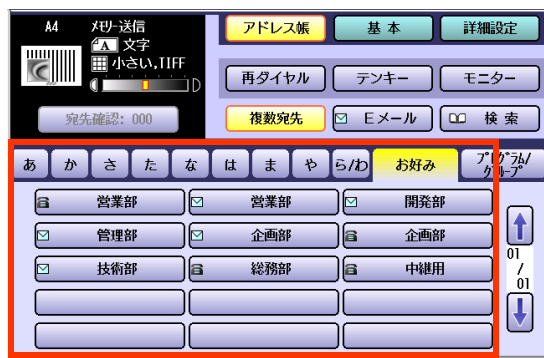 A4 ﾒﾓﾘｰ送信 アドレス帳 基本 詳細設定
A 文字
小さい,TIFF
D 再ダイヤル テンキー モニター
宛先確認: 000 複数宛先 Eメール 検索
あ か さ た な は ま や ら/わ お好み ﾌﾟﾛｸﾞﾗﾑ/
ｸﾞﾙｰﾌﾟ
営業部 営業部 開発部
管理部 企画部 企画部
技術部 総務部 中継用
01
/
01